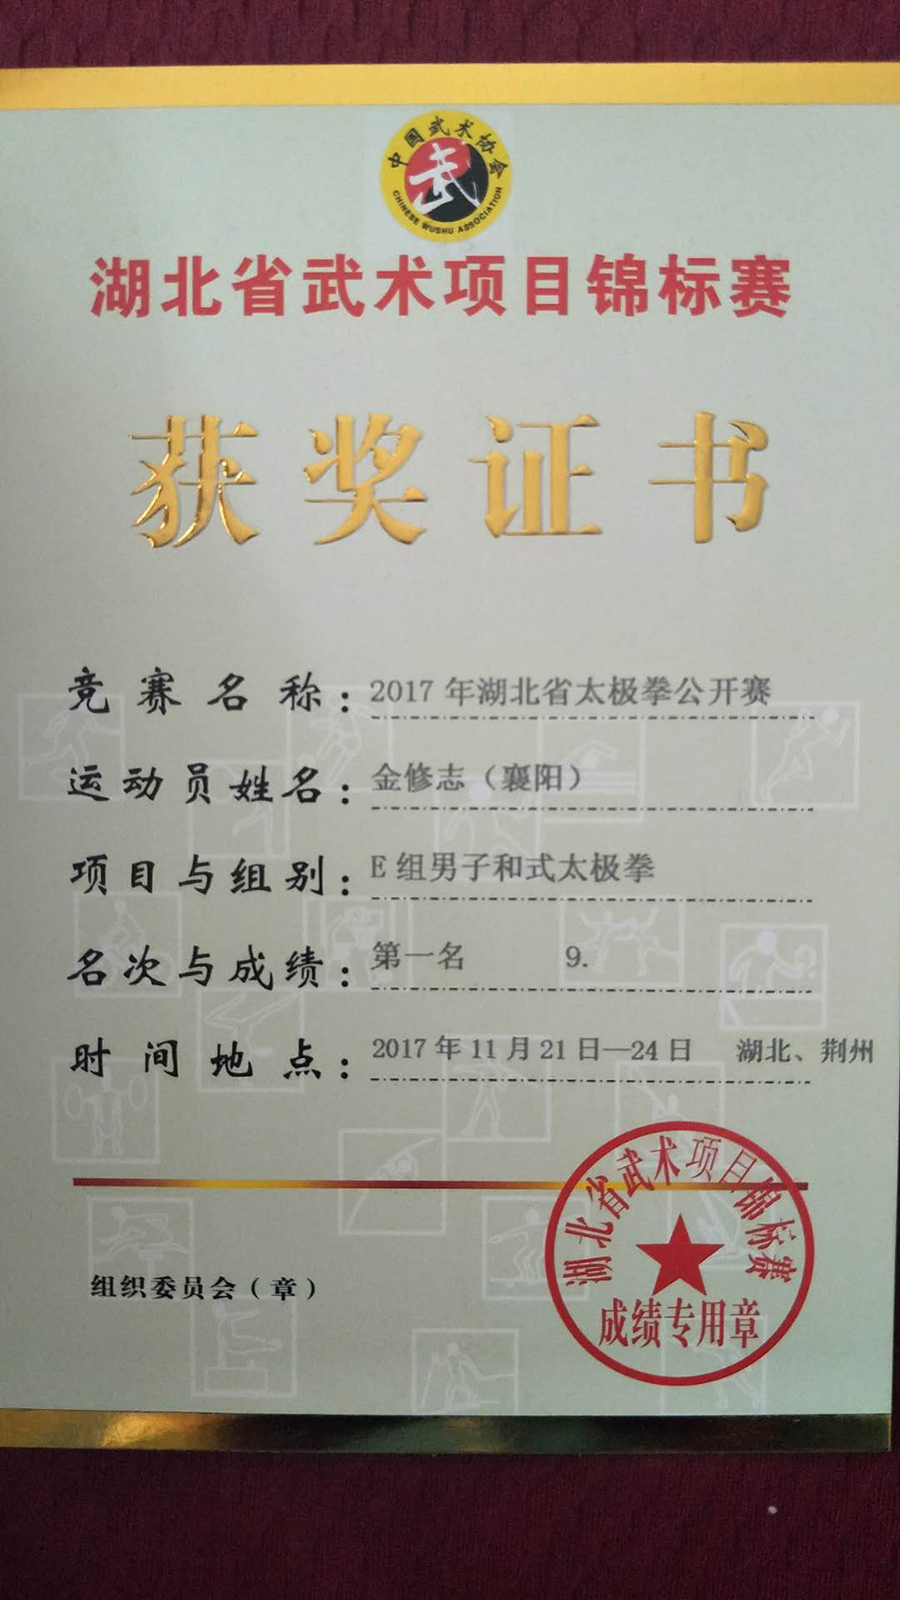 中国武术协会
CHINESE WUSHU ASSOCIATION
武
湖北省武术项目锦标赛
获奖证书
竞赛名称：2017年湖北省太极拳公开赛
运动员姓名：金修志（襄阳）
项目与组别：E组男子和式太极拳
名次与成绩：第一名 9.
时间地点：2017年11月21日—24日 湖北、荆州
湖北省武术项目锦标赛
成绩专用章
组织委员会（章）